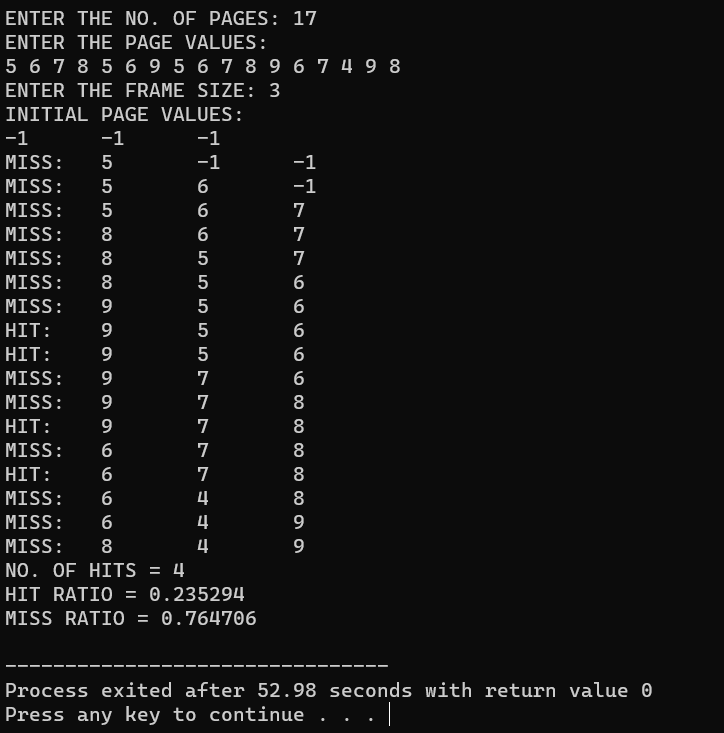 ENTER THE NO. OF PAGES: 17
ENTER THE PAGE VALUES:
5 6 7 8 5 6 9 5 6 7 8 9 6 7 4 9 8
ENTER THE FRAME SIZE: 3
INITIAL PAGE VALUES:
-1      -1      -1
MISS:   5       -1      -1
MISS:   5       6       -1
MISS:   5       6       7
MISS:   8       6       7
MISS:   8       5       7
MISS:   8       5       6
MISS:   9       5       6
HIT:    9       5       6
HIT:    9       5       6
MISS:   9       7       6
MISS:   9       7       8
HIT:    9       7       8
MISS:   6       7       8
HIT:    6       7       8
MISS:   6       4       8
MISS:   6       4       9
MISS:   8       4       9
NO. OF HITS = 4
HIT RATIO = 0.235294
MISS RATIO = 0.764706
--------------------------------
Process exited after 52.98 seconds with return value 0
Press any key to continue . . .